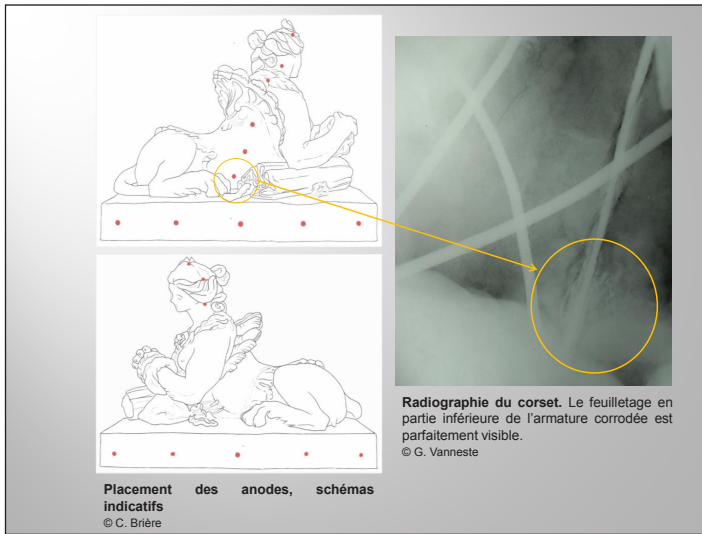 Radiographie du corset. Le feuilletage en
partie inférieure de l'armature corrodée est
parfaitement visible.
© G. Vanneste
Placement des anodes, schémas
indicatifs
© C. Brière